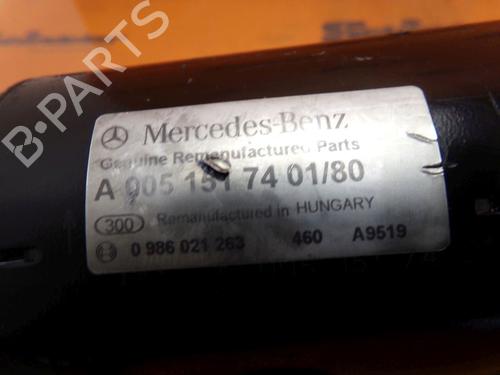 B-PARTS
Mercedes-Benz
Genuine Remanufactured Parts
A 005 151 74 01/80
300 Remanufactured in HUNGARY
0 986 021 263 460 A9519